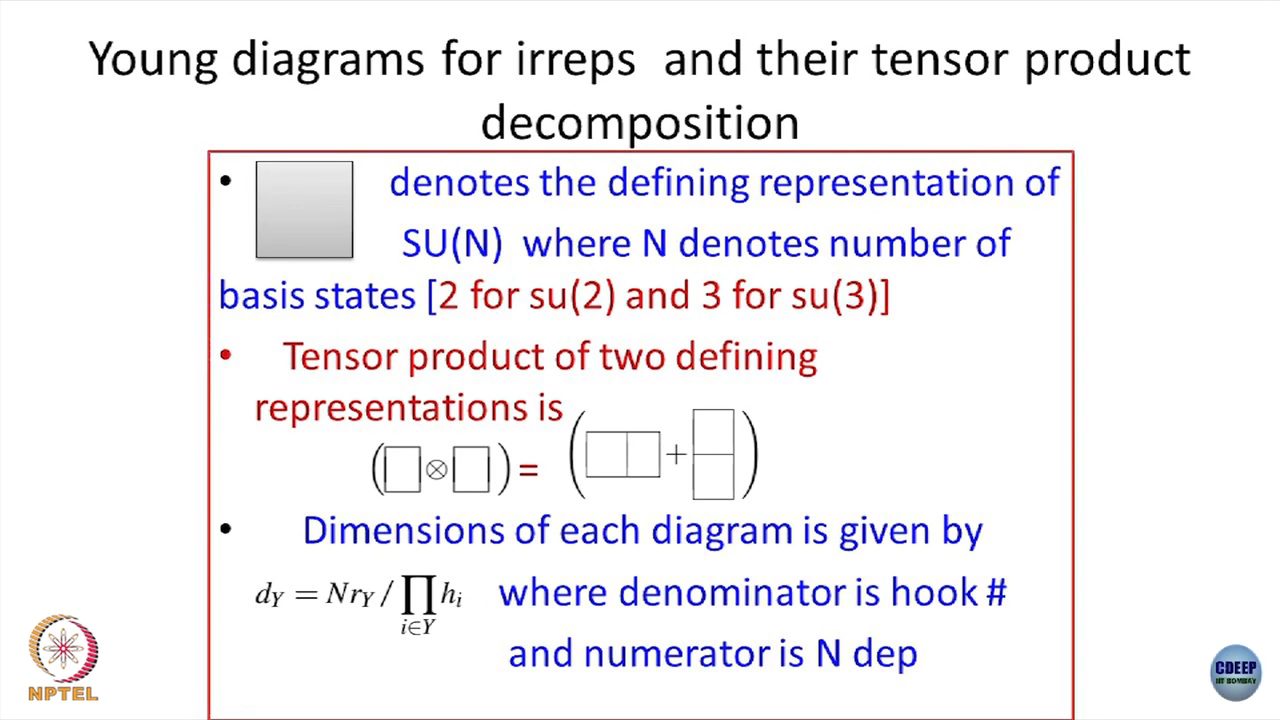 Young diagrams for irreps and their tensor product
decomposition
• denotes the defining representation of
SU(N) where N denotes number of
basis states [2 for su(2) and 3 for su(3)]
• Tensor product of two defining
representations is
(□⊗□) = (□□ + □)
• Dimensions of each diagram is given by
d_Y = Nr_Y / ∏_{i∈Y} h_i where denominator is hook #
and numerator is N dep
NPTEL
CDEEP
IIT BOMBAY